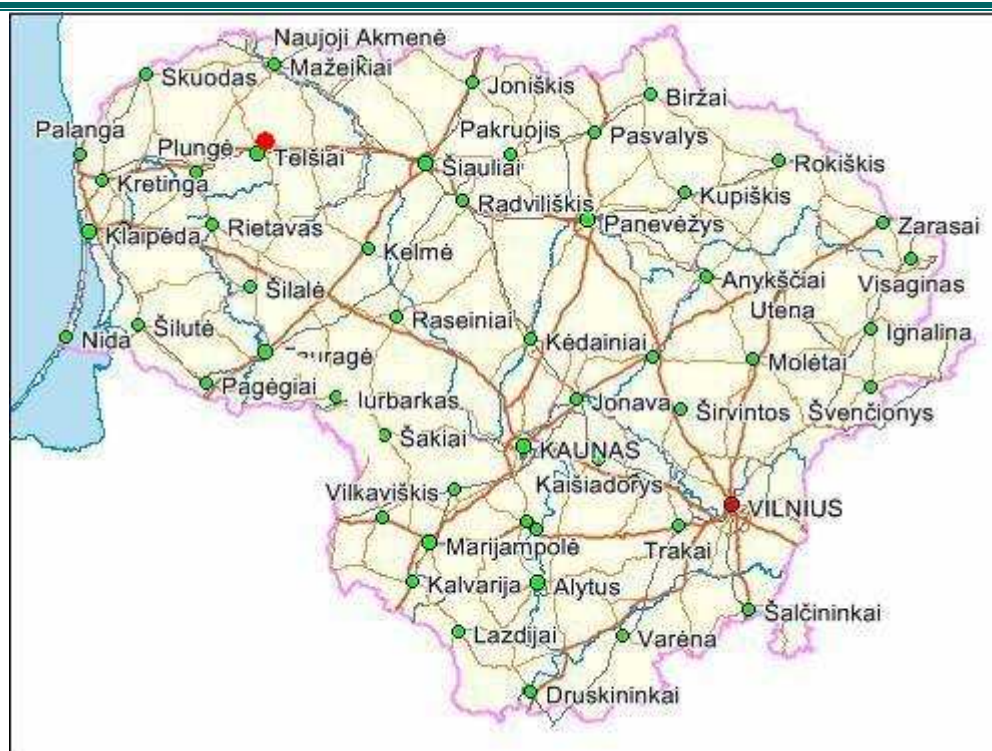 Naujoji Akmenė
Skuodas
Mažeikiai
Joniškis
Biržai
Palanga
Plungė
Telšiai
Pakruojis
Pasvalys
Šiauliai
Rokiškis
Kretinga
Radviliškis
Kupiškis
Klaipėda
Rietavas
Panevėžys
Zarasai
Kelmė
Anykščiai
Visaginas
Šilalė
Utena
Šilutė
Raseiniai
Ignalina
Nida
Kėdainiai
Tauragė
Molėtai
Pagėgiai
Jurbarkas
Jonava
Širvintos
Švenčionys
Šakiai
KAUNAS
Kaišiadorys
Vilkaviškis
VILNIUS
Marijampolė
Trakai
Kalvarija
Alytus
Šalčininkai
Lazdijai
Varėna
Druskininkai